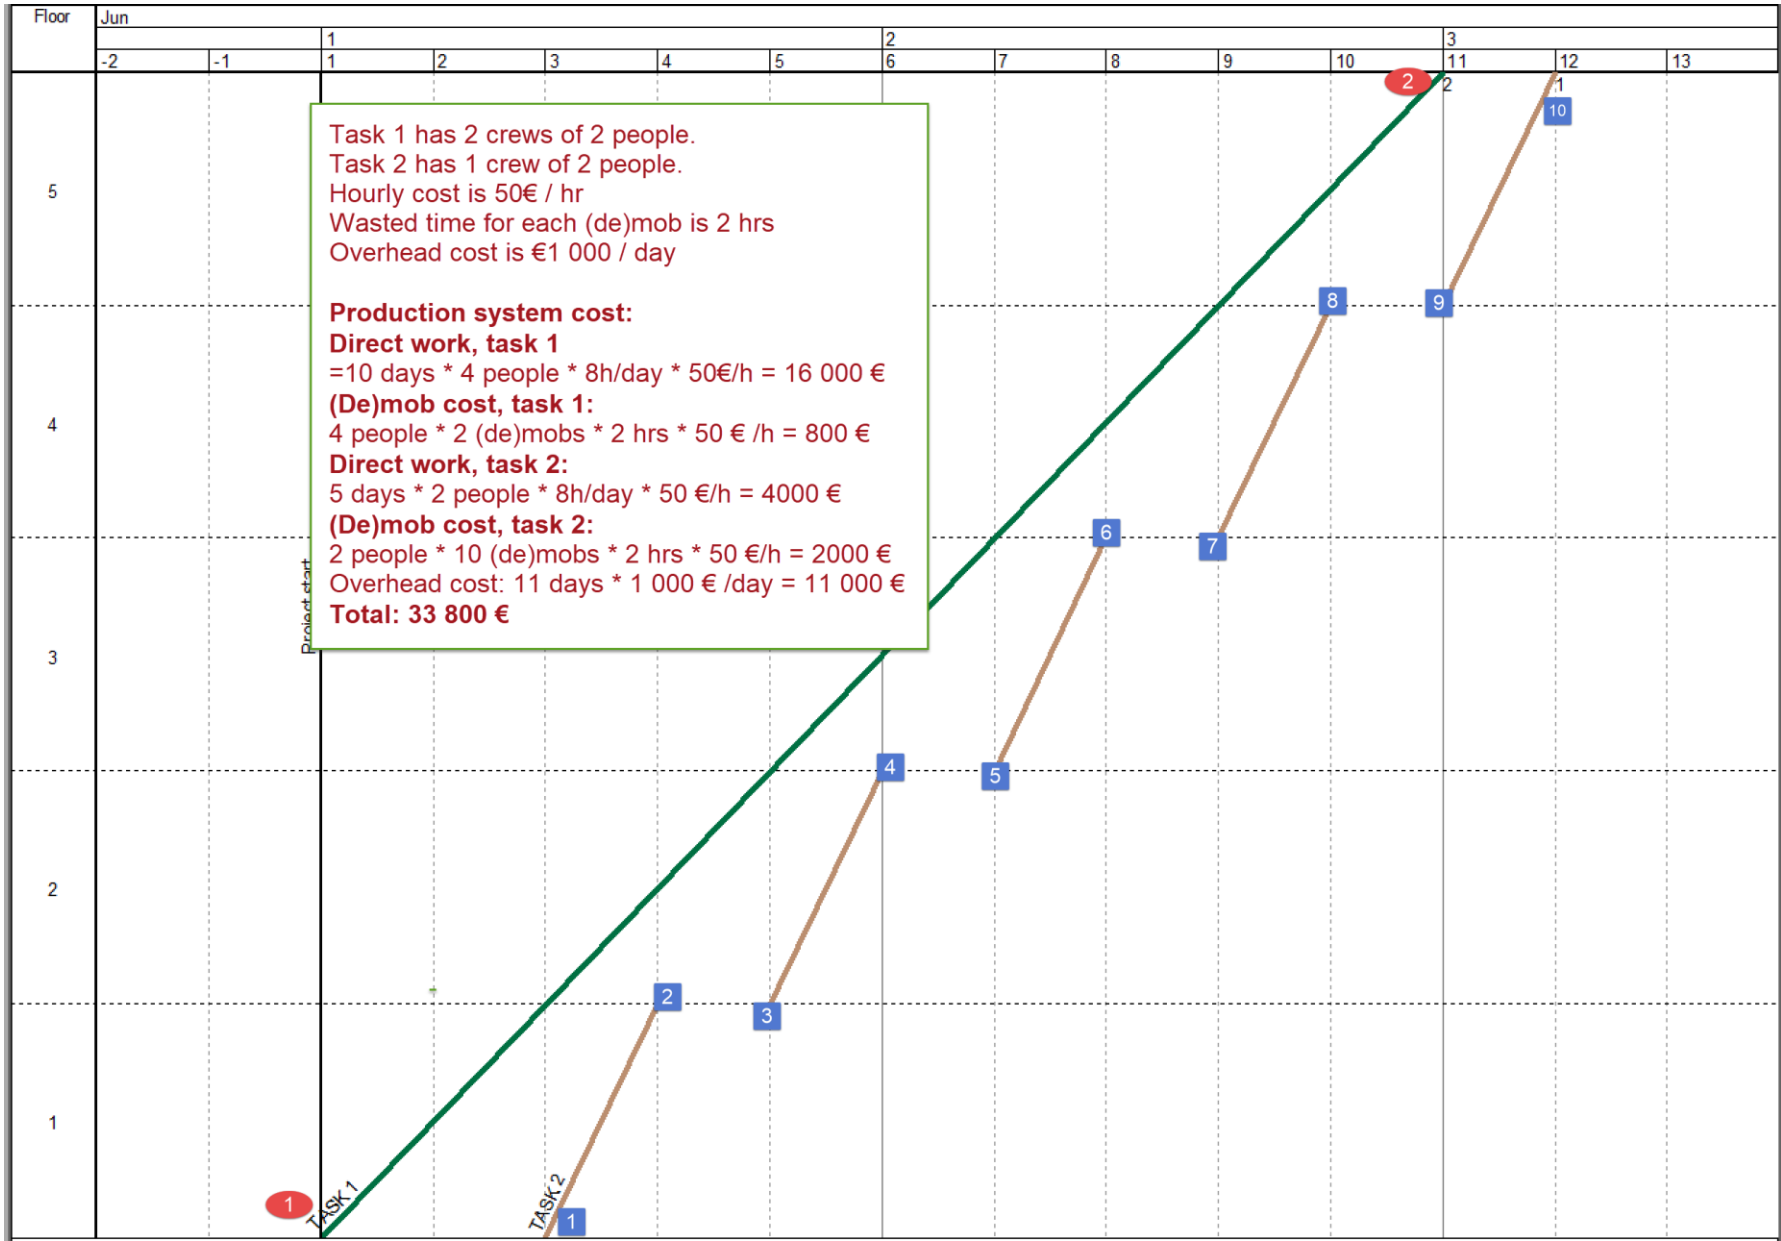 Floor
Jun
1 2 3
-2 -1 1 2 3 4 5 6 7 8 9 10 11 12 13
2
2 1
10
Task 1 has 2 crews of 2 people.
Task 2 has 1 crew of 2 people.
Hourly cost is 50€ / hr
Wasted time for each (de)mob is 2 hrs
Overhead cost is €1 000 / day
Production system cost:
Direct work, task 1
=10 days * 4 people * 8h/day * 50€/h = 16 000 €
(De)mob cost, task 1:
4 people * 2 (de)mobs * 2 hrs * 50 € /h = 800 €
Direct work, task 2:
5 days * 2 people * 8h/day * 50 €/h = 4000 €
(De)mob cost, task 2:
2 people * 10 (de)mobs * 2 hrs * 50 €/h = 2000 €
Overhead cost: 11 days * 1 000 € /day = 11 000 €
Total: 33 800 €
5
8 9
4
6
7
Project start
3
4
5
2
2
3
1
1
TASK 1
TASK 2
1